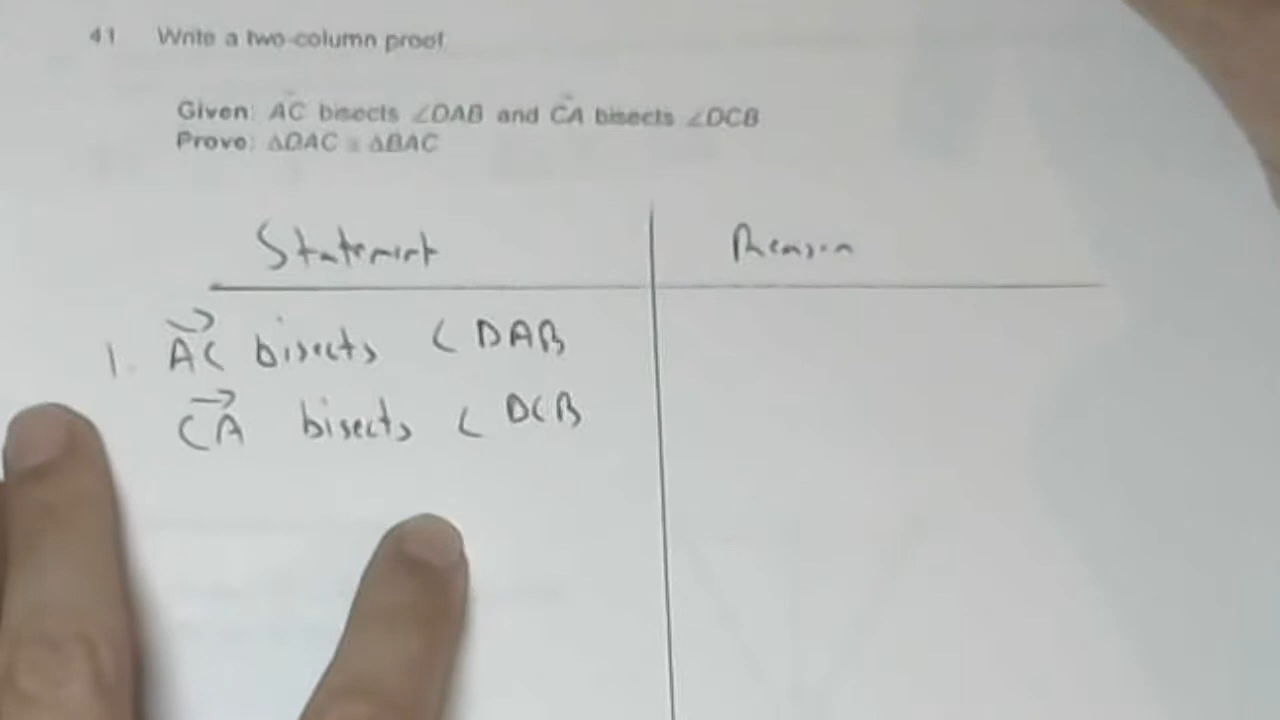 41 Write a two-column proof
Given: AC bisects ∠DAB and CA bisects ∠DCB
Prove: ΔDAC ≅ ΔBAC
Statement Reason
1. AC bisects < DAB
CA bisects < DCB